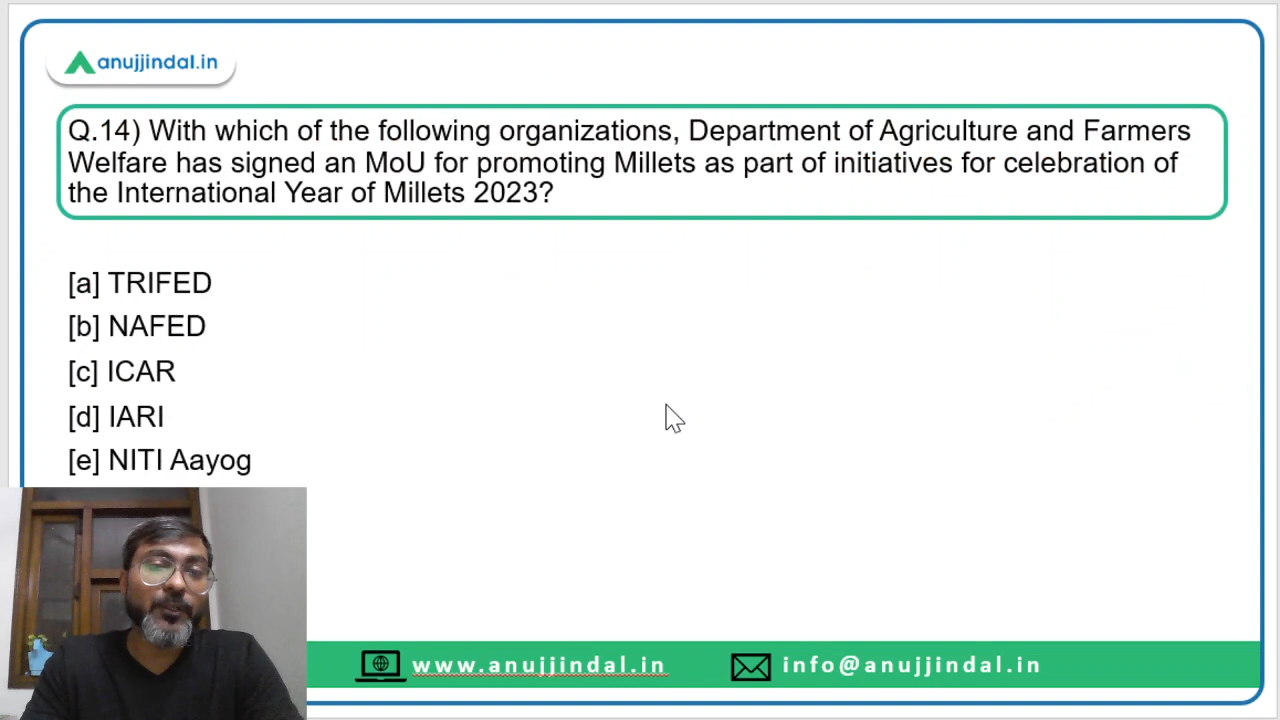 anujjindal.in
Q.14) With which of the following organizations, Department of Agriculture and Farmers
Welfare has signed an MoU for promoting Millets as part of initiatives for celebration of
the International Year of Millets 2023?
[a] TRIFED
[b] NAFED
[c] ICAR
[d] IARI
[e] NITI Aayog
www.anujjindal.in
info@anujjindal.in